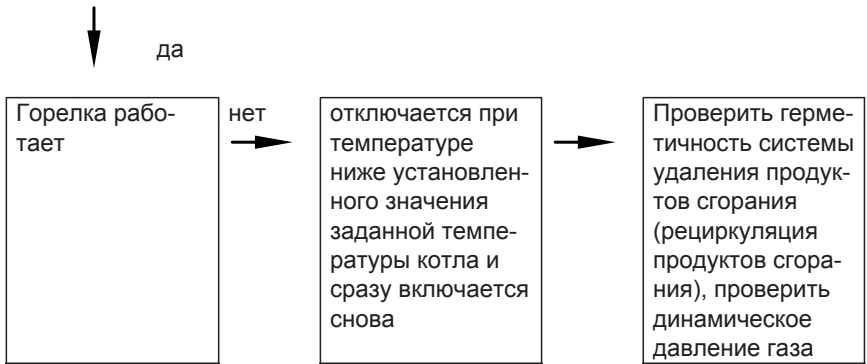 да
Горелка рабо-
тает
нет
отключается при
температуре
ниже установлен-
ного значения
заданной темпе-
ратуры котла и
сразу включается
снова
Проверить герме-
тичность системы
удаления продук-
тов сгорания
(рециркуляция
продуктов сгора-
ния), проверить
динамическое
давление газа